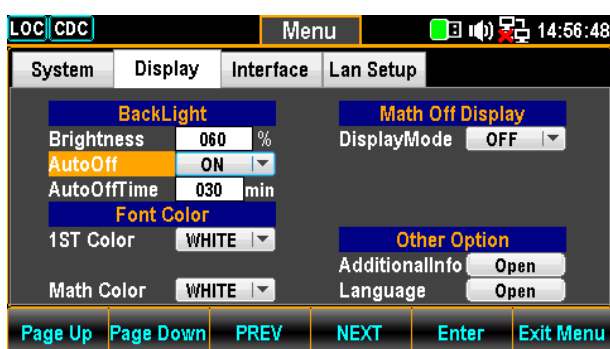 LOC CDC Menu 14:56:48
System Display Interface Lan Setup
BackLight Math Off Display
Brightness 060 % DisplayMode OFF
AutoOff ON
AutoOffTime 030 min
Font Color
1ST Color WHITE Other Option
AdditionalInfo Open
Math Color WHITE Language Open
Page Up Page Down PREV NEXT Enter Exit Menu